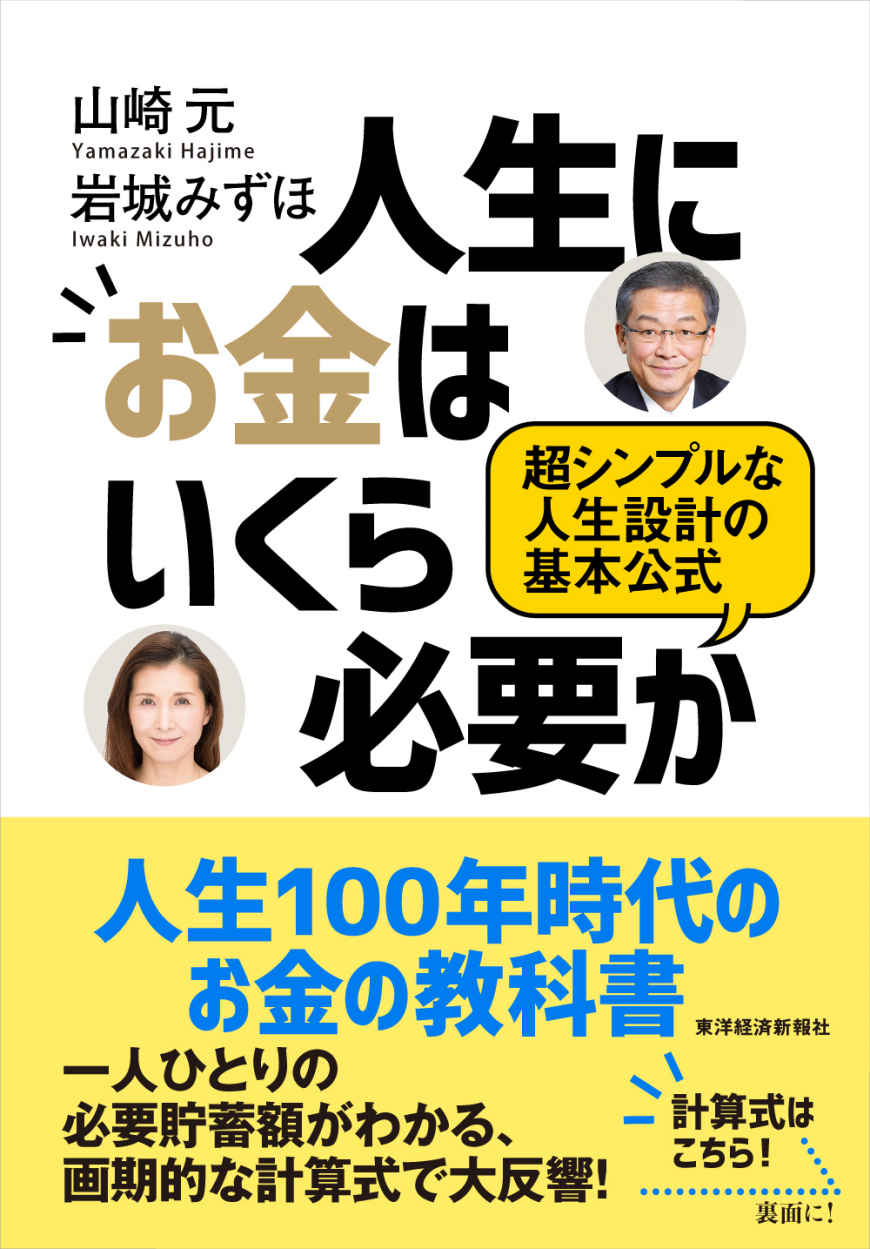 山崎 元
Yamazaki Hajime
岩城みずほ
Iwaki Mizuho
人生に
お金は
いくら
必要か
超シンプルな
人生設計の
基本公式
人生100年時代の
お金の教科書
東洋経済新報社
一人ひとりの
必要貯蓄額がわかる、
画期的な計算式で大反響!
計算式は
こちら!
裏面に!